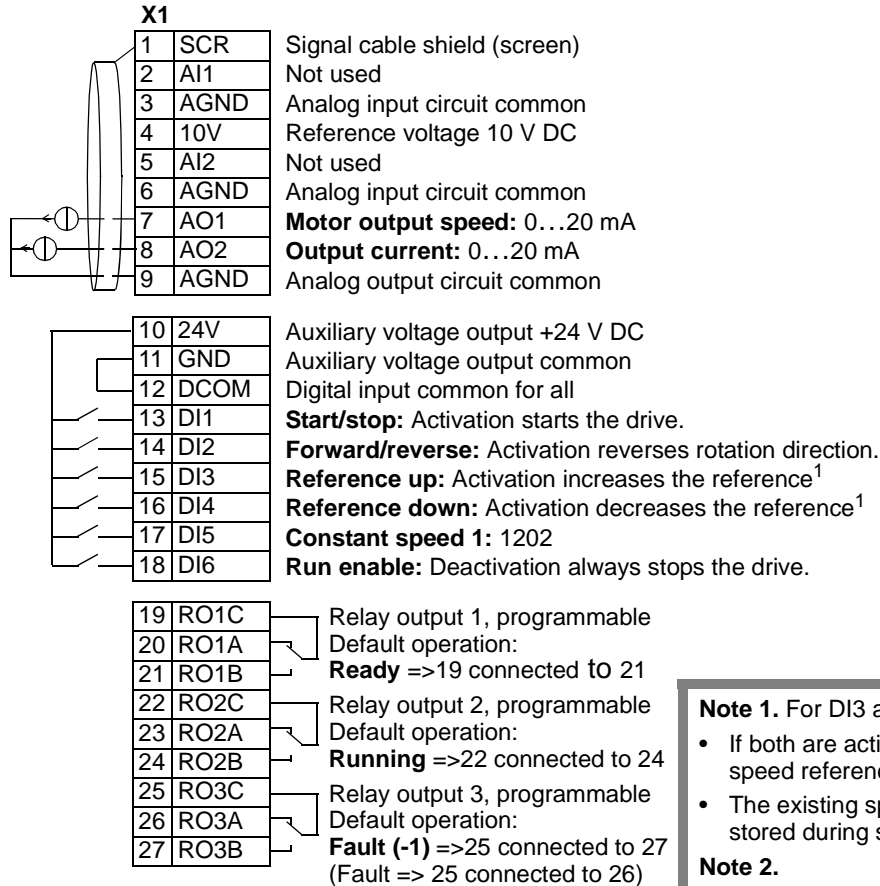 X1
1 SCR Signal cable shield (screen)
2 AI1 Not used
3 AGND Analog input circuit common
4 10V Reference voltage 10 V DC
5 AI2 Not used
6 AGND Analog input circuit common
7 AO1 Motor output speed: 0…20 mA
8 AO2 Output current: 0…20 mA
9 AGND Analog output circuit common
10 24V Auxiliary voltage output +24 V DC
11 GND Auxiliary voltage output common
12 DCOM Digital input common for all
13 DI1 Start/stop: Activation starts the drive.
14 DI2 Forward/reverse: Activation reverses rotation direction.
15 DI3 Reference up: Activation increases the reference1
16 DI4 Reference down: Activation decreases the reference1
17 DI5 Constant speed 1: 1202
18 DI6 Run enable: Deactivation always stops the drive.
19 RO1C Relay output 1, programmable
20 RO1A Default operation:
21 RO1B Ready =>19 connected to 21
22 RO2C Relay output 2, programmable
23 RO2A Default operation:
24 RO2B Running =>22 connected to 24
25 RO3C Relay output 3, programmable
26 RO3A Default operation:
27 RO3B Fault (-1) =>25 connected to 27
(Fault => 25 connected to 26)
Note 1. For DI3 a
• If both are acti
speed referenc
• The existing sp
stored during s
Note 2.